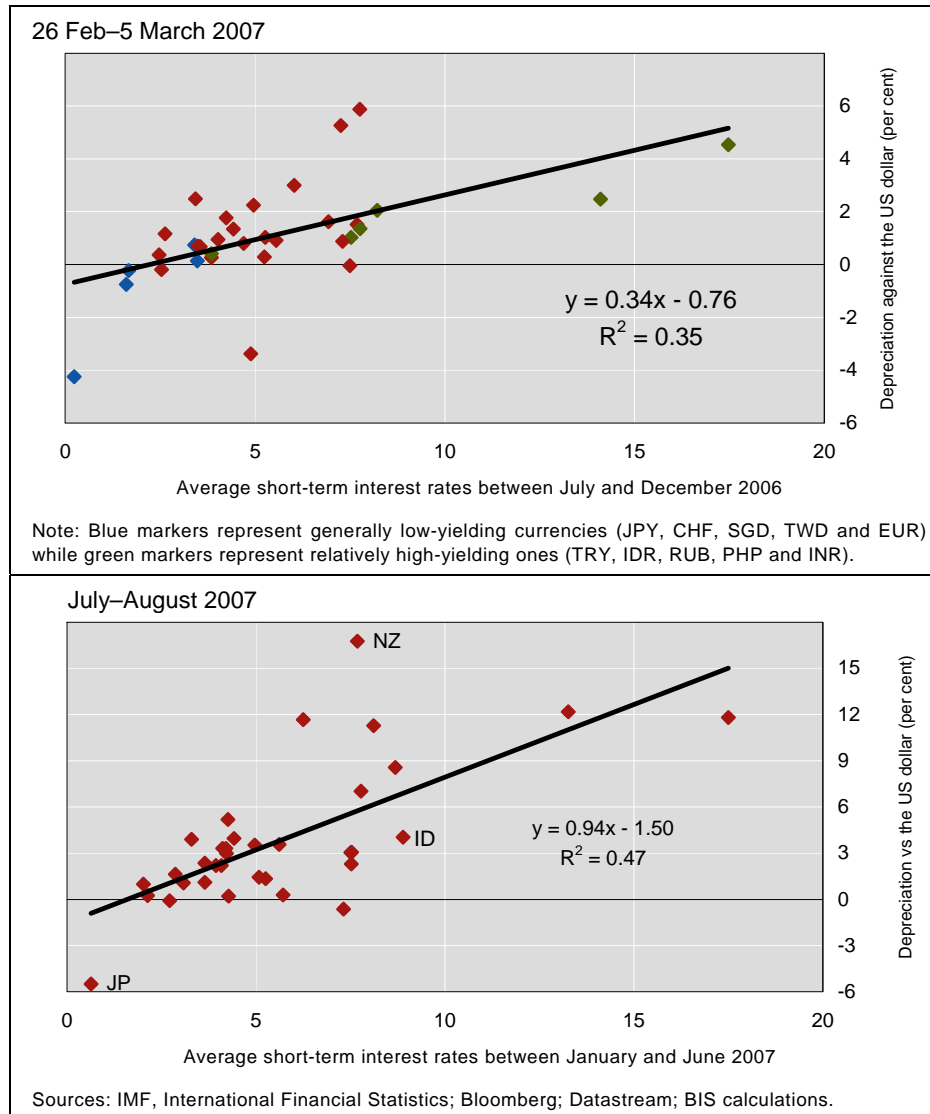 26 Feb–5 March 2007
6
4
2
0
-2
-4
-6
Depreciation against the US dollar (per cent)
y = 0.34x - 0.76
R² = 0.35
0 5 10 15 20
Average short-term interest rates between July and December 2006
Note: Blue markers represent generally low-yielding currencies (JPY, CHF, SGD, TWD and EUR)
while green markers represent relatively high-yielding ones (TRY, IDR, RUB, PHP and INR).
July–August 2007
NZ
15
12
9
6
3
0
-3
-6
Depreciation vs the US dollar (per cent)
y = 0.94x - 1.50
R² = 0.47
ID
JP
0 5 10 15 20
Average short-term interest rates between January and June 2007
Sources: IMF, International Financial Statistics; Bloomberg; Datastream; BIS calculations.